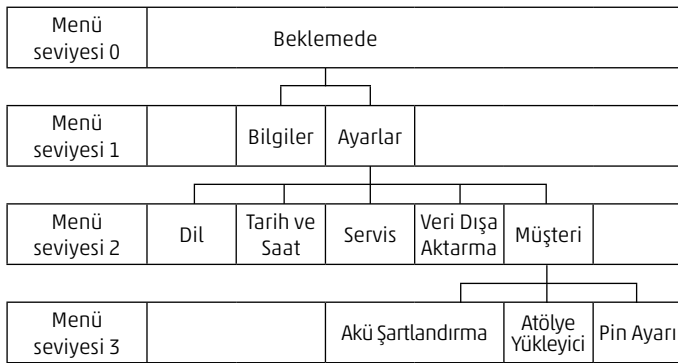 Menü
seviyesi 0
Beklemede
Menü
seviyesi 1
Bilgiler
Ayarlar
Menü
seviyesi 2
Dil
Tarih ve
Saat
Servis
Veri Dışa
Aktarma
Müşteri
Menü
seviyesi 3
Akü Şartlandırma
Atölye
Yükleyici
Pin Ayarı